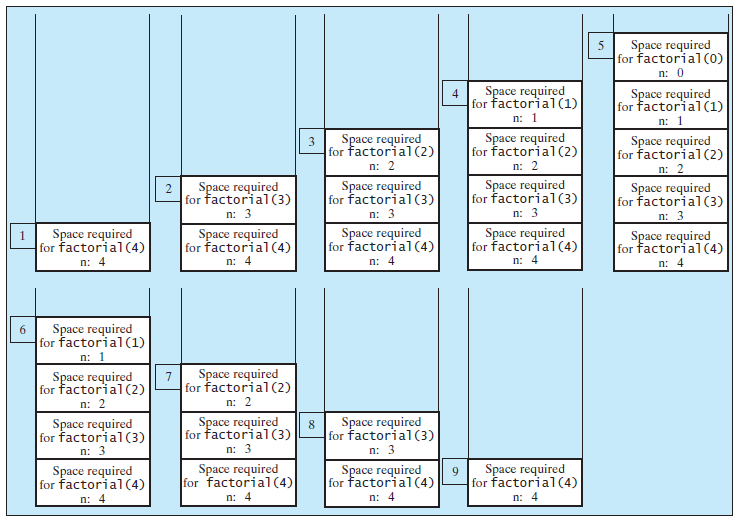 1
Space required
for factorial(4)
n: 4
2
Space required
for factorial(3)
n: 3
Space required
for factorial(4)
n: 4
3
Space required
for factorial(2)
n: 2
Space required
for factorial(3)
n: 3
Space required
for factorial(4)
n: 4
4
Space required
for factorial(1)
n: 1
Space required
for factorial(2)
n: 2
Space required
for factorial(3)
n: 3
Space required
for factorial(4)
n: 4
5
Space required
for factorial(0)
n: 0
Space required
for factorial(1)
n: 1
Space required
for factorial(2)
n: 2
Space required
for factorial(3)
n: 3
Space required
for factorial(4)
n: 4
6
Space required
for factorial(1)
n: 1
Space required
for factorial(2)
n: 2
Space required
for factorial(3)
n: 3
Space required
for factorial(4)
n: 4
7
Space required
for factorial(2)
n: 2
Space required
for factorial(3)
n: 3
Space required
for factorial(4)
n: 4
8
Space required
for factorial(3)
n: 3
Space required
for factorial(4)
n: 4
9
Space required
for factorial(4)
n: 4